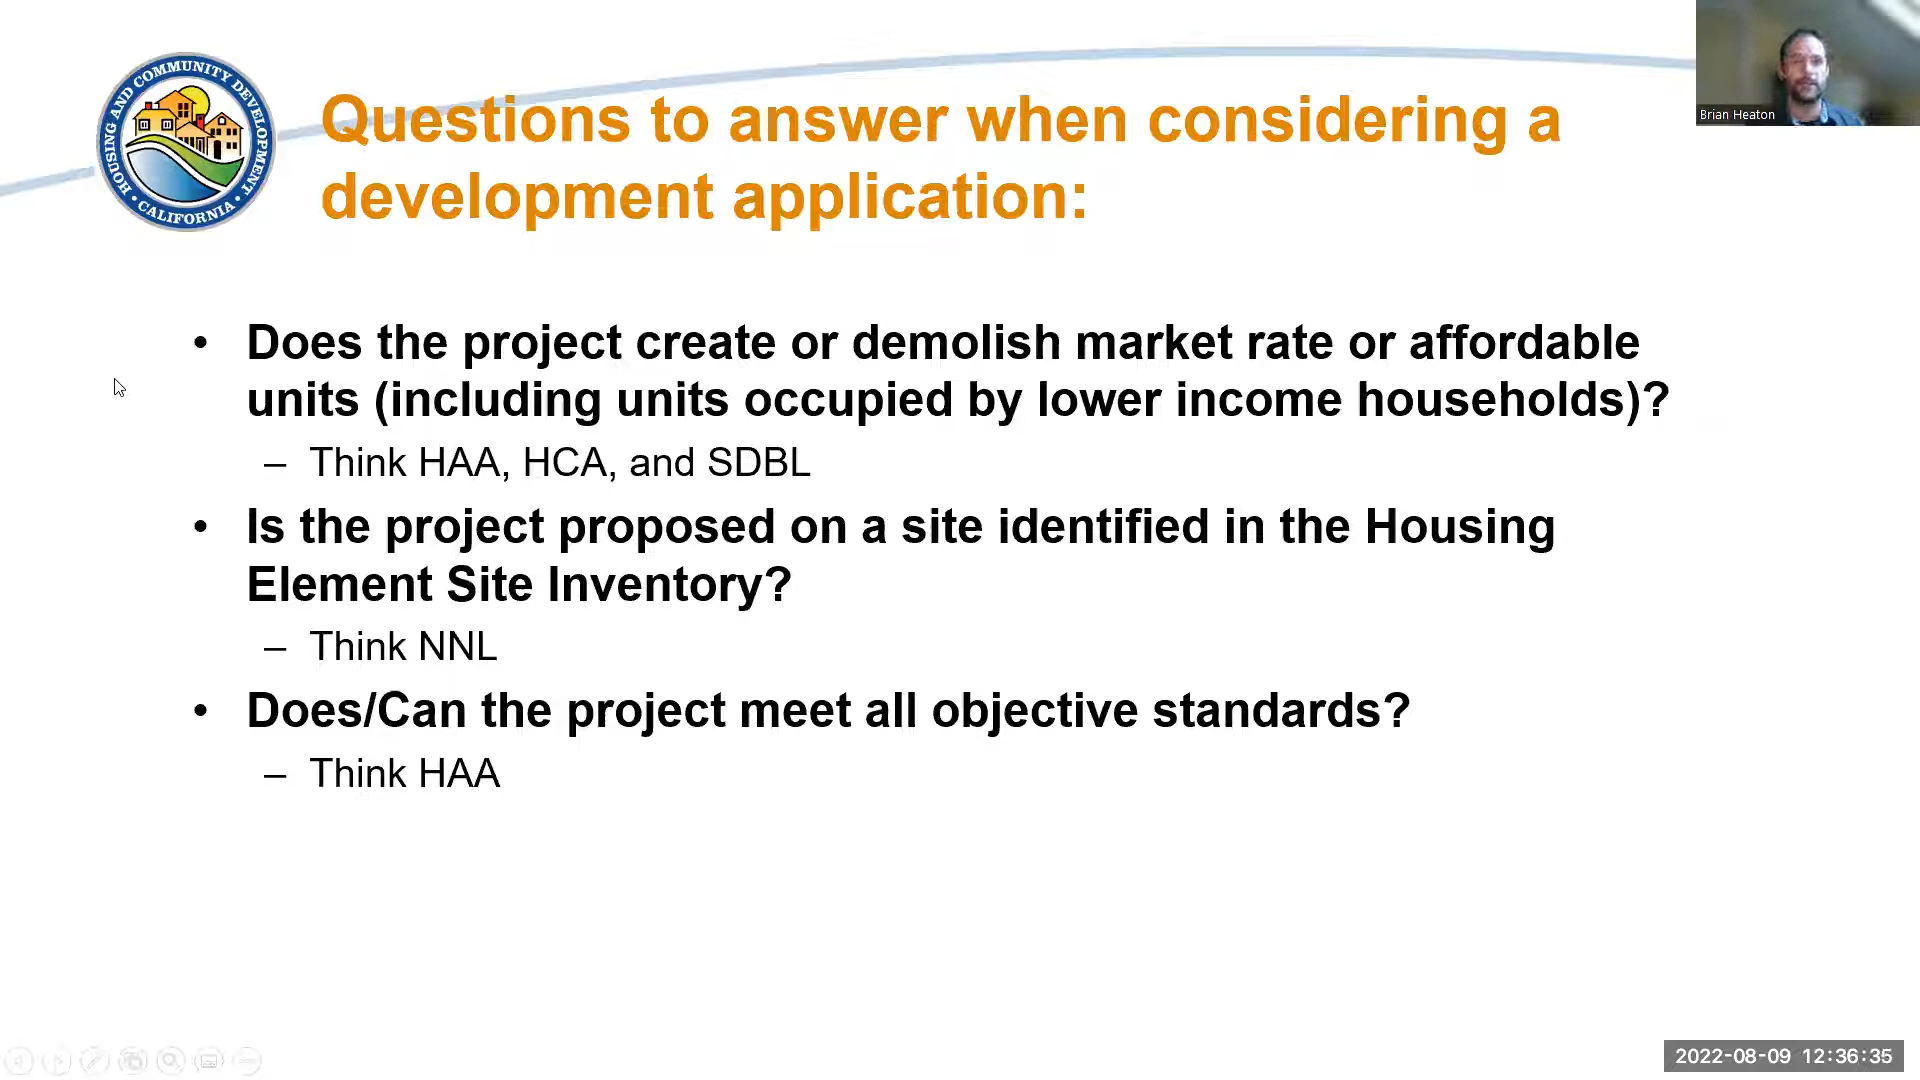 HOUSING AND COMMUNITY DEVELOPMENT
• CALIFORNIA •
Questions to answer when considering a
development application:
Brian Heaton
• Does the project create or demolish market rate or affordable
units (including units occupied by lower income households)?
– Think HAA, HCA, and SDBL
• Is the project proposed on a site identified in the Housing
Element Site Inventory?
– Think NNL
• Does/Can the project meet all objective standards?
– Think HAA
2022-08-09 12:36:35